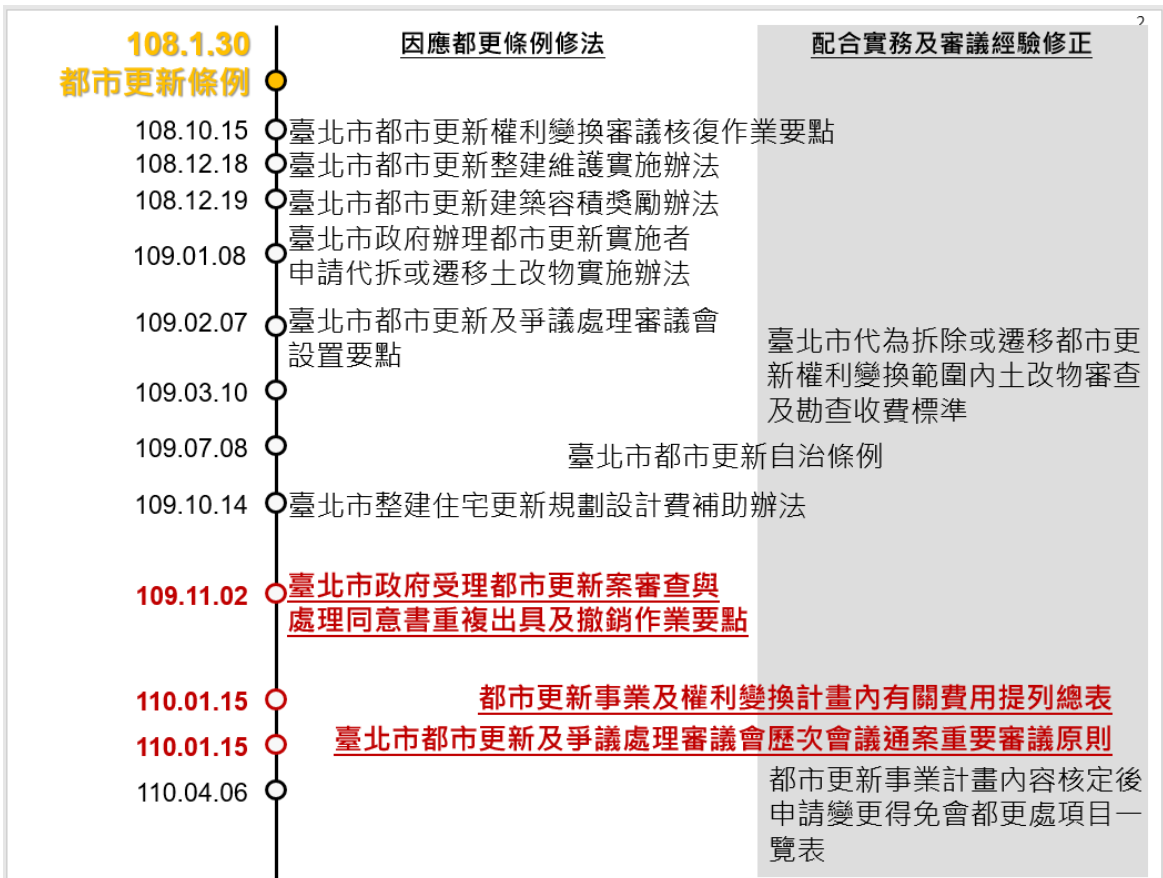 2
108.1.30
都市更新條例
因應都更條例修法
配合實務及審議經驗修正
108.10.15 臺北市都市更新權利變換審議核復作業要點
108.12.18 臺北市都市更新整建維護實施辦法
108.12.19 臺北市都市更新建築容積獎勵辦法
109.01.08 臺北市政府辦理都市更新實施者
申請代拆或遷移土改物實施辦法
109.02.07 臺北市都市更新及爭議處理審議會
設置要點
109.03.10 臺北市代為拆除或遷移都市更
新權利變換範圍內土改物審查
及勘查收費標準
109.07.08 臺北市都市更新自治條例
109.10.14 臺北市整建住宅更新規劃設計費補助辦法
109.11.02 臺北市政府受理都市更新案審查與
處理同意書重複出具及撤銷作業要點
110.01.15 都市更新事業及權利變換計畫內有關費用提列總表
110.01.15 臺北市都市更新及爭議處理審議會歷次會議通案重要審議原則
110.04.06 都市更新事業計畫內容核定後
申請變更得免會都更處項目一
覽表